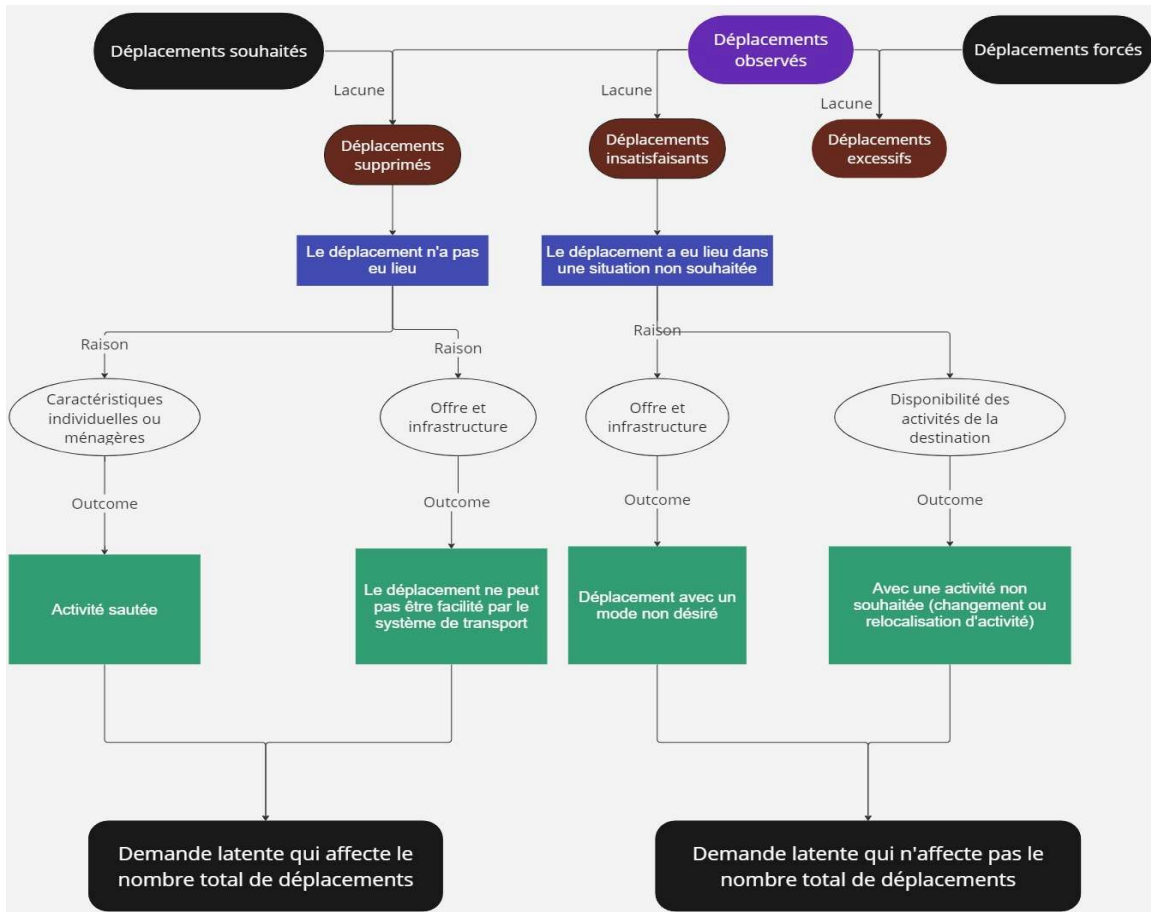 Déplacements souhaités
Déplacements
observés
Déplacements forcés
Lacune
Lacune
Lacune
Déplacements
supprimés
Déplacements
insatisfaisants
Déplacements
excessifs
Le déplacement n'a pas
eu lieu
Le déplacement a eu lieu dans
une situation non souhaitée
Raison
Raison
Raison
Caractéristiques
individuelles ou
ménagères
Offre et
infrastructure
Offre et
infrastructure
Disponibilité des
activités de la
destination
Outcome
Outcome
Outcome
Outcome
Activité sautée
Le déplacement ne peut
pas être facilité par le
système de transport
Déplacement avec un
mode non désiré
Avec une activité non
souhaitée (changement ou
relocalisation d'activité)
Demande latente qui affecte le
nombre total de déplacements
Demande latente qui n'affecte pas le
nombre total de déplacements